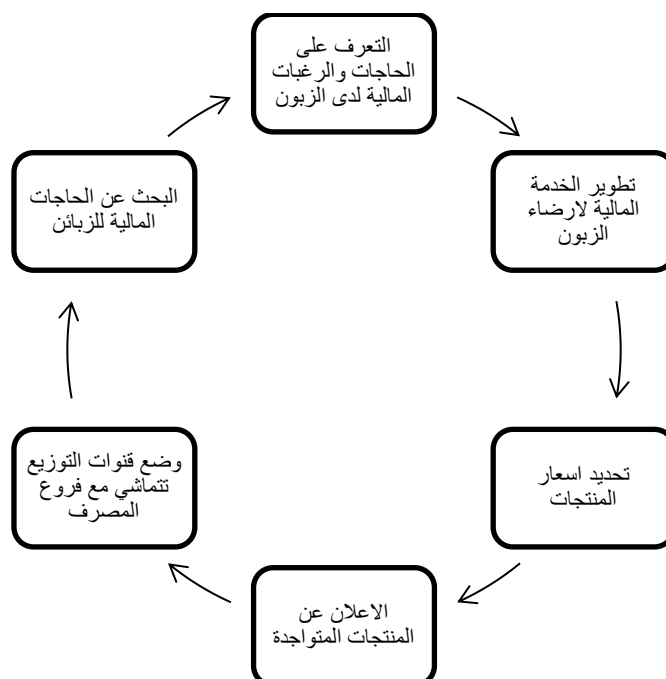 التعرف على
الحاجات والرغبات
المالية لدى الزبون
تطوير الخدمة
المالية لارضاء
الزبون
تحديد اسعار
المنتجات
الاعلان عن
المنتجات المتواجدة
وضع قنوات التوزيع
تتماشي مع فروع
المصرف
البحث عن الحاجات
المالية للزبائن